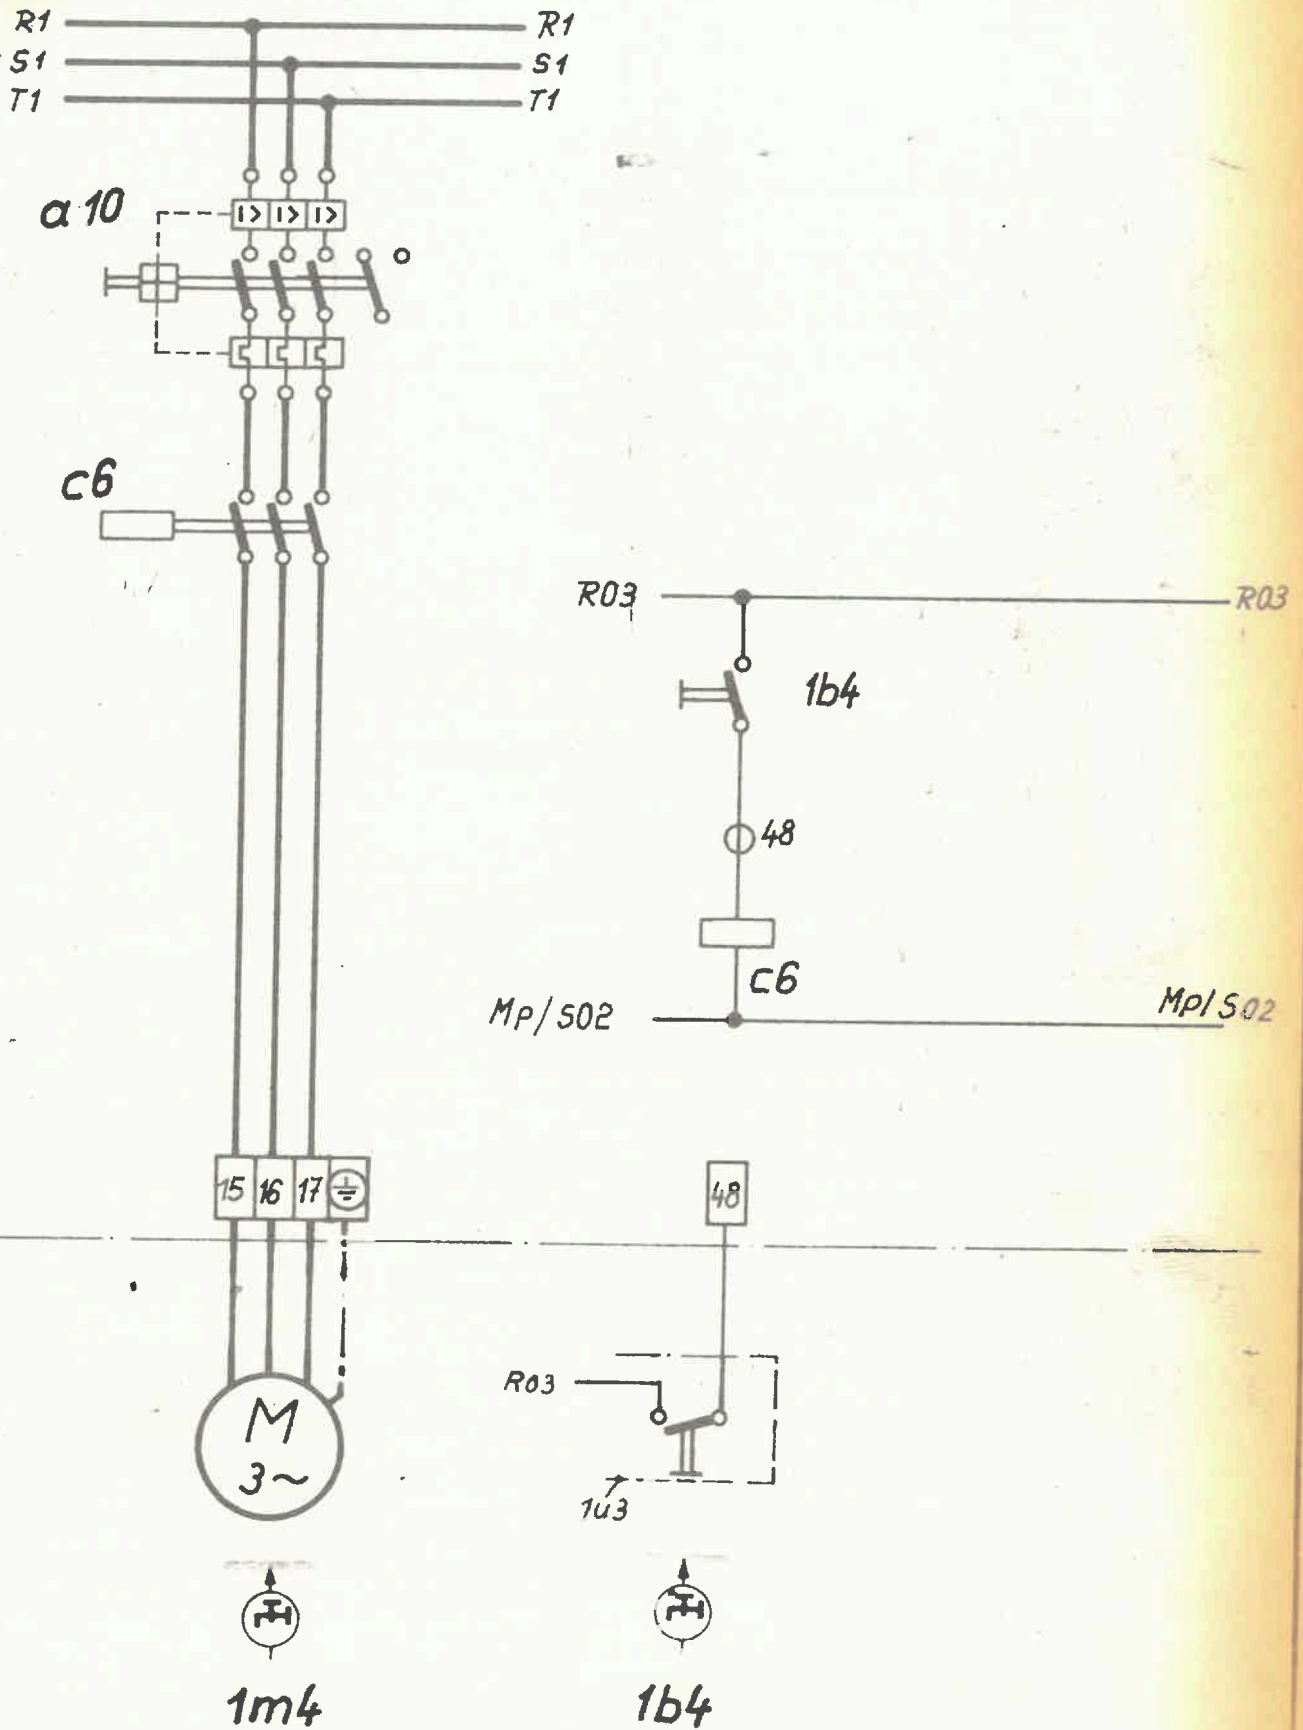 R1 R1
S1 S1
T1 T1
a 10
I> I> I>
c6
R03 R03
1b4
48
c6
Mp/S02 Mp/S02
15 16 17
48
R03
M
3~
1u3
1m4
1b4